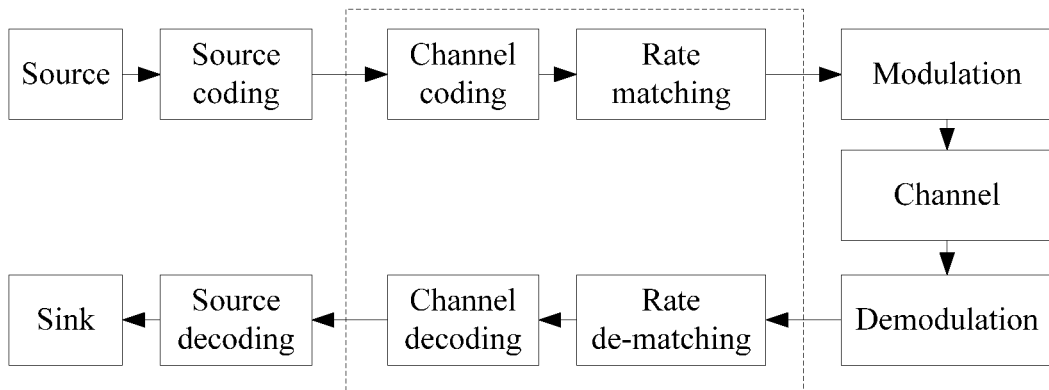 Source
Source
coding
Channel
coding
Rate
matching
Modulation
Channel
Demodulation
Rate
de-matching
Channel
decoding
Source
decoding
Sink